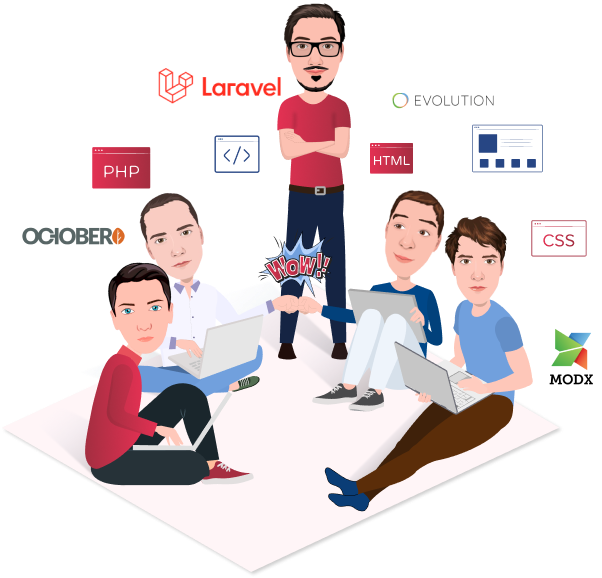 Laravel
EVOLUTION
</>
HTML
PHP
CSS
OCTOBER
WOW!!
MODX